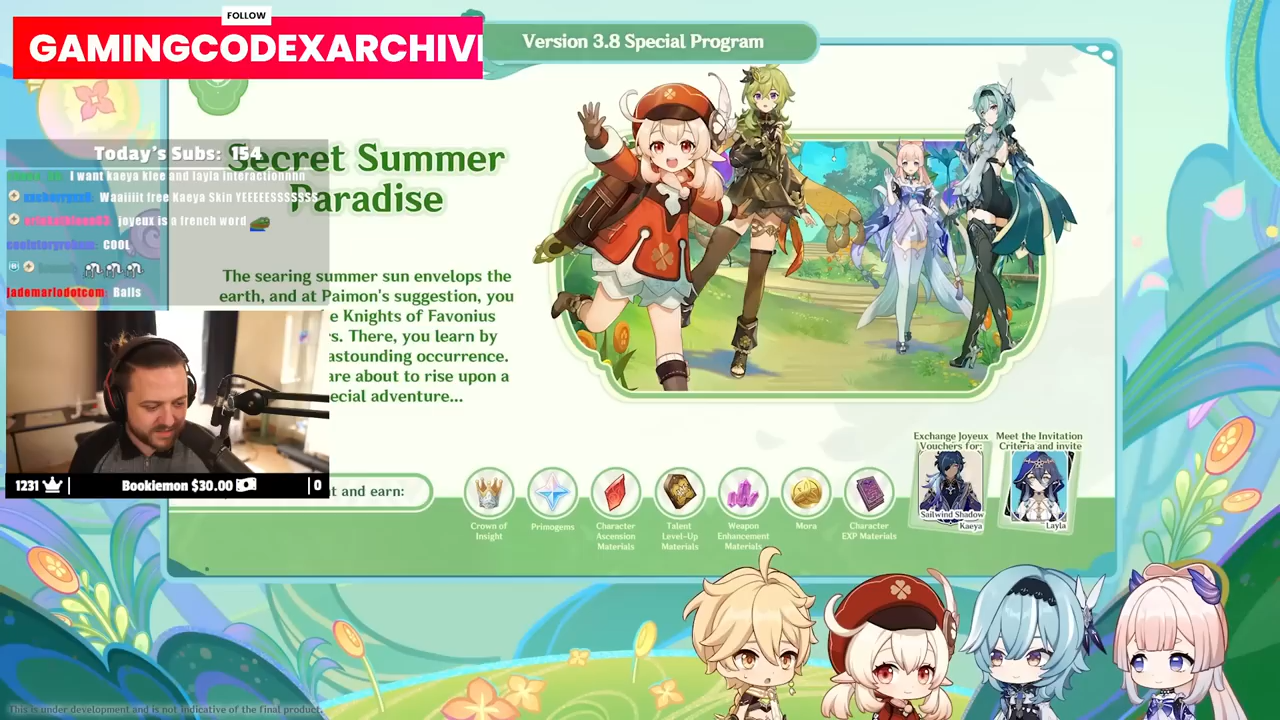 FOLLOW
GAMINGCODEXARCHIV
Version 3.8 Special Program
Today's Subs: 154
I want kaeya klee and layla interactionnnn
Waaiiiit free Kaeya Skin YEEEESSSSSSS
joyeux is a french word
COOL
jademariodotcom: Balls
Secret Summer
Paradise
The searing summer sun envelops the
earth, and at Paimon's suggestion, you
Knights of Favonius
There, you learn by
astounding occurrence.
are about to rise upon a
adventure...
1231
Bookiemon $30.00
0
and earn:
Crown of
Insight
Primogems
Character
Ascension
Materials
Talent
Level-Up
Materials
Weapon
Enhancement
Materials
Mora
Character
EXP Materials
Exchange Joyeux
Vouchers for:
Sailwind Shadow
Kaeya
Meet the Invitation
Criteria and invite
Layla
This is under development and is not indicative of the final product.